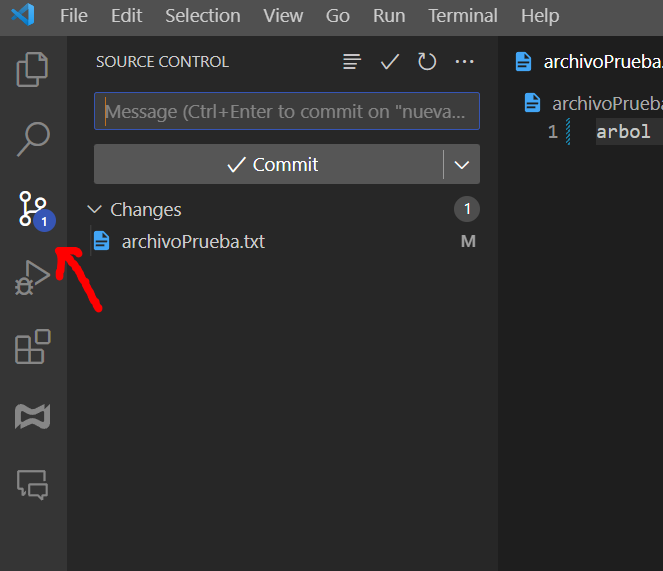 File Edit Selection View Go Run Terminal Help
SOURCE CONTROL
Message (Ctrl+Enter to commit on "nueva...
Commit
Changes 1
1
archivoPrueba.txt M
archivoPrueba.
archivoPrueba
1 arbol